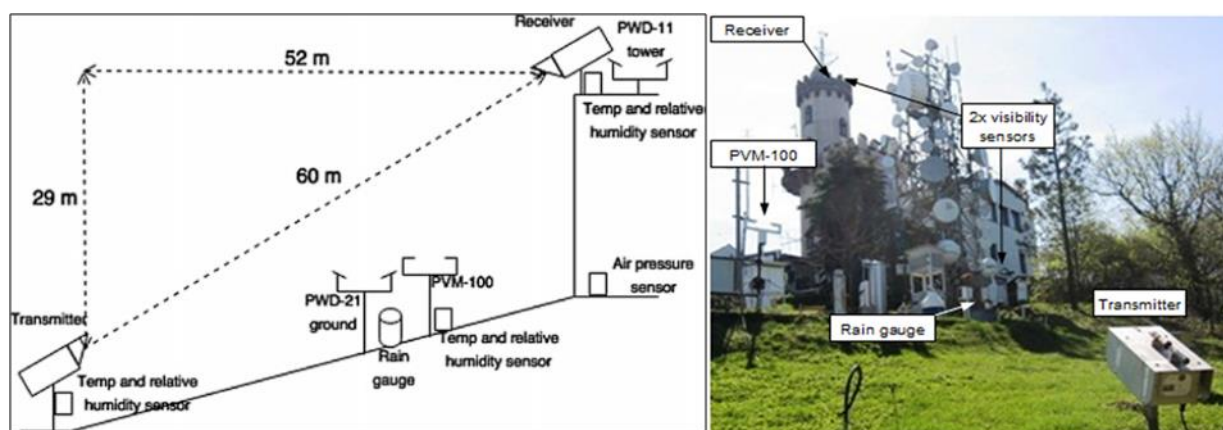 Receiver
PWD-11
tower
52 m
Temp and relative
humidity sensor
60 m
29 m
Air pressure
sensor
PVM-100
PWD-21
ground
Transmitter
Rain
gauge
Temp and relative
humidity sensor
Temp and relative
humidity sensor
Receiver
2x visibility
sensors
PVM-100
Transmitter
Rain gauge